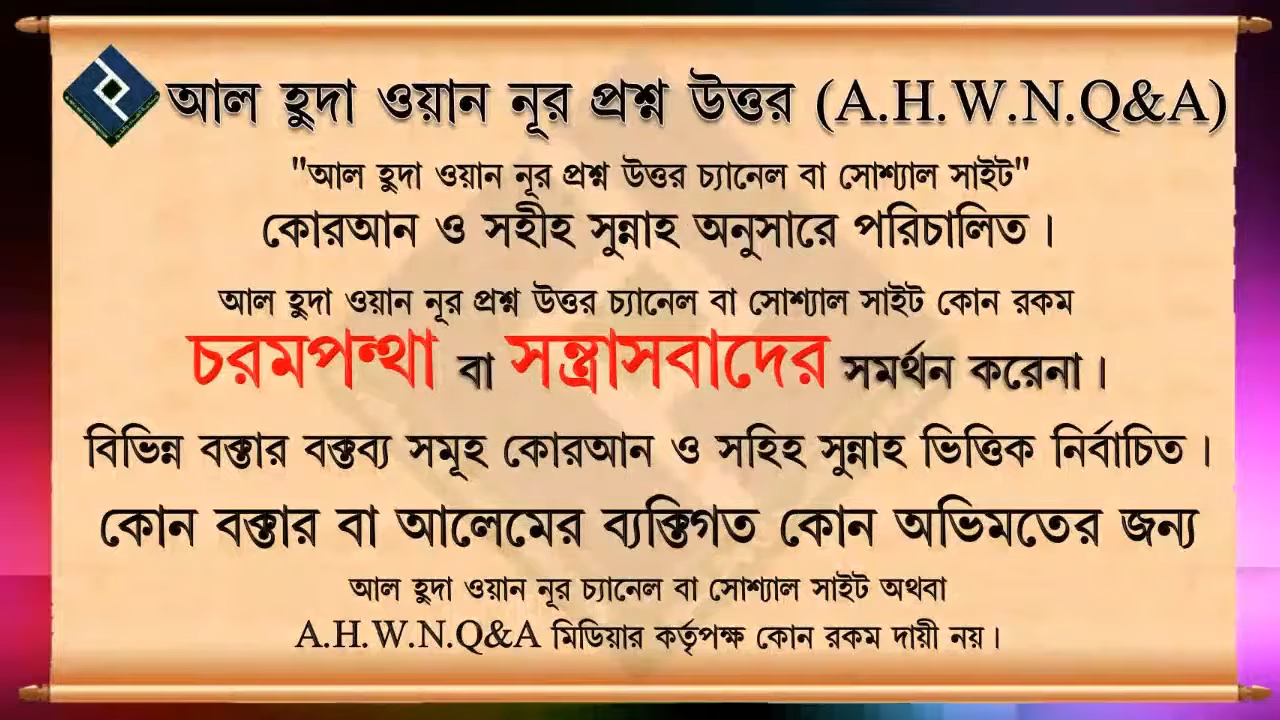 আল হুদা ওয়ান নূর প্রশ্ন উত্তর (A.H.W.N.Q&A)
"আল হুদা ওয়ান নূর প্রশ্ন উত্তর চ্যানেল বা সোশ্যাল সাইট"
কোরআন ও সহীহ সুন্নাহ অনুসারে পরিচালিত।
আল হুদা ওয়ান নূর প্রশ্ন উত্তর চ্যানেল বা সোশ্যাল সাইট কোন রকম
চরমপন্থা বা সন্ত্রাসবাদের সমর্থন করেনা।
বিভিন্ন বক্তার বক্তব্য সমূহ কোরআন ও সহিহ সুন্নাহ ভিত্তিক নির্বাচিত।
কোন বক্তার বা আলেমের ব্যক্তিগত কোন অভিমতের জন্য
আল হুদা ওয়ান নূর চ্যানেল বা সোশ্যাল সাইট অথবা
A.H.W.N.Q&A মিডিয়ার কর্তৃপক্ষ কোন রকম দায়ী নয়।